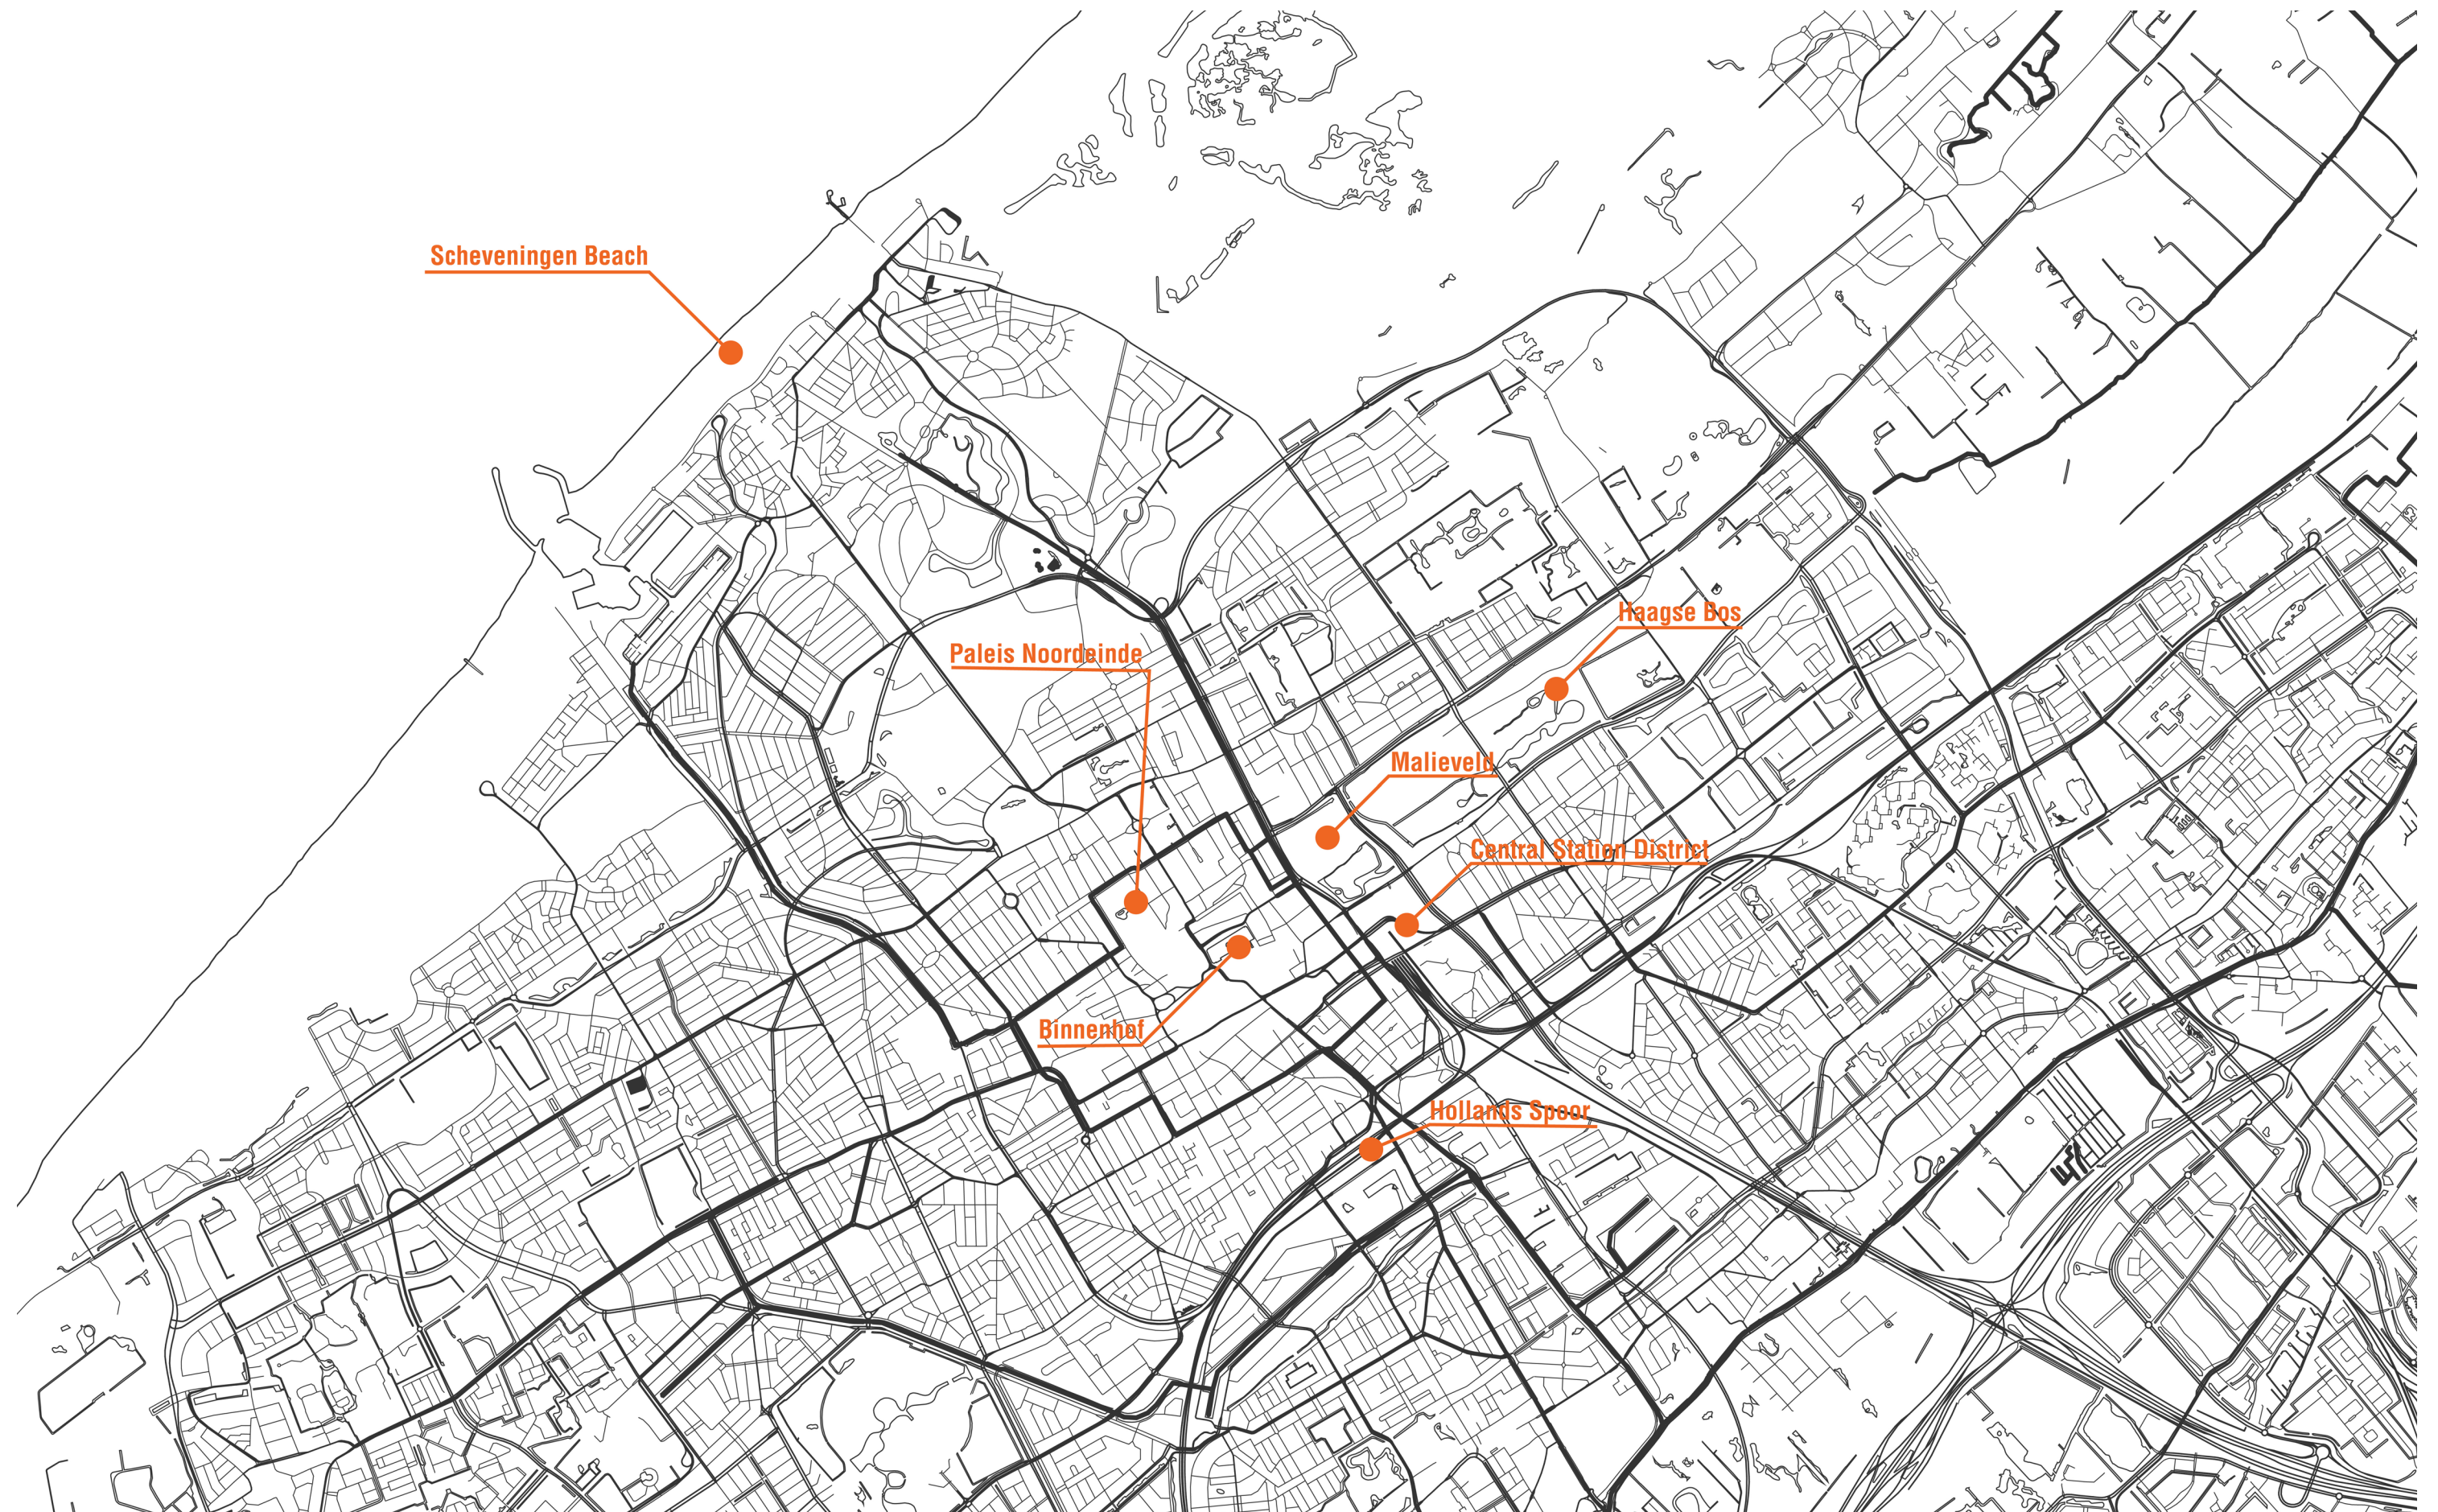 Scheveningen Beach
Haagse Bos
Paleis Noordeinde
Malieveld
Central Station District
Binnenhof
Hollands Spoor